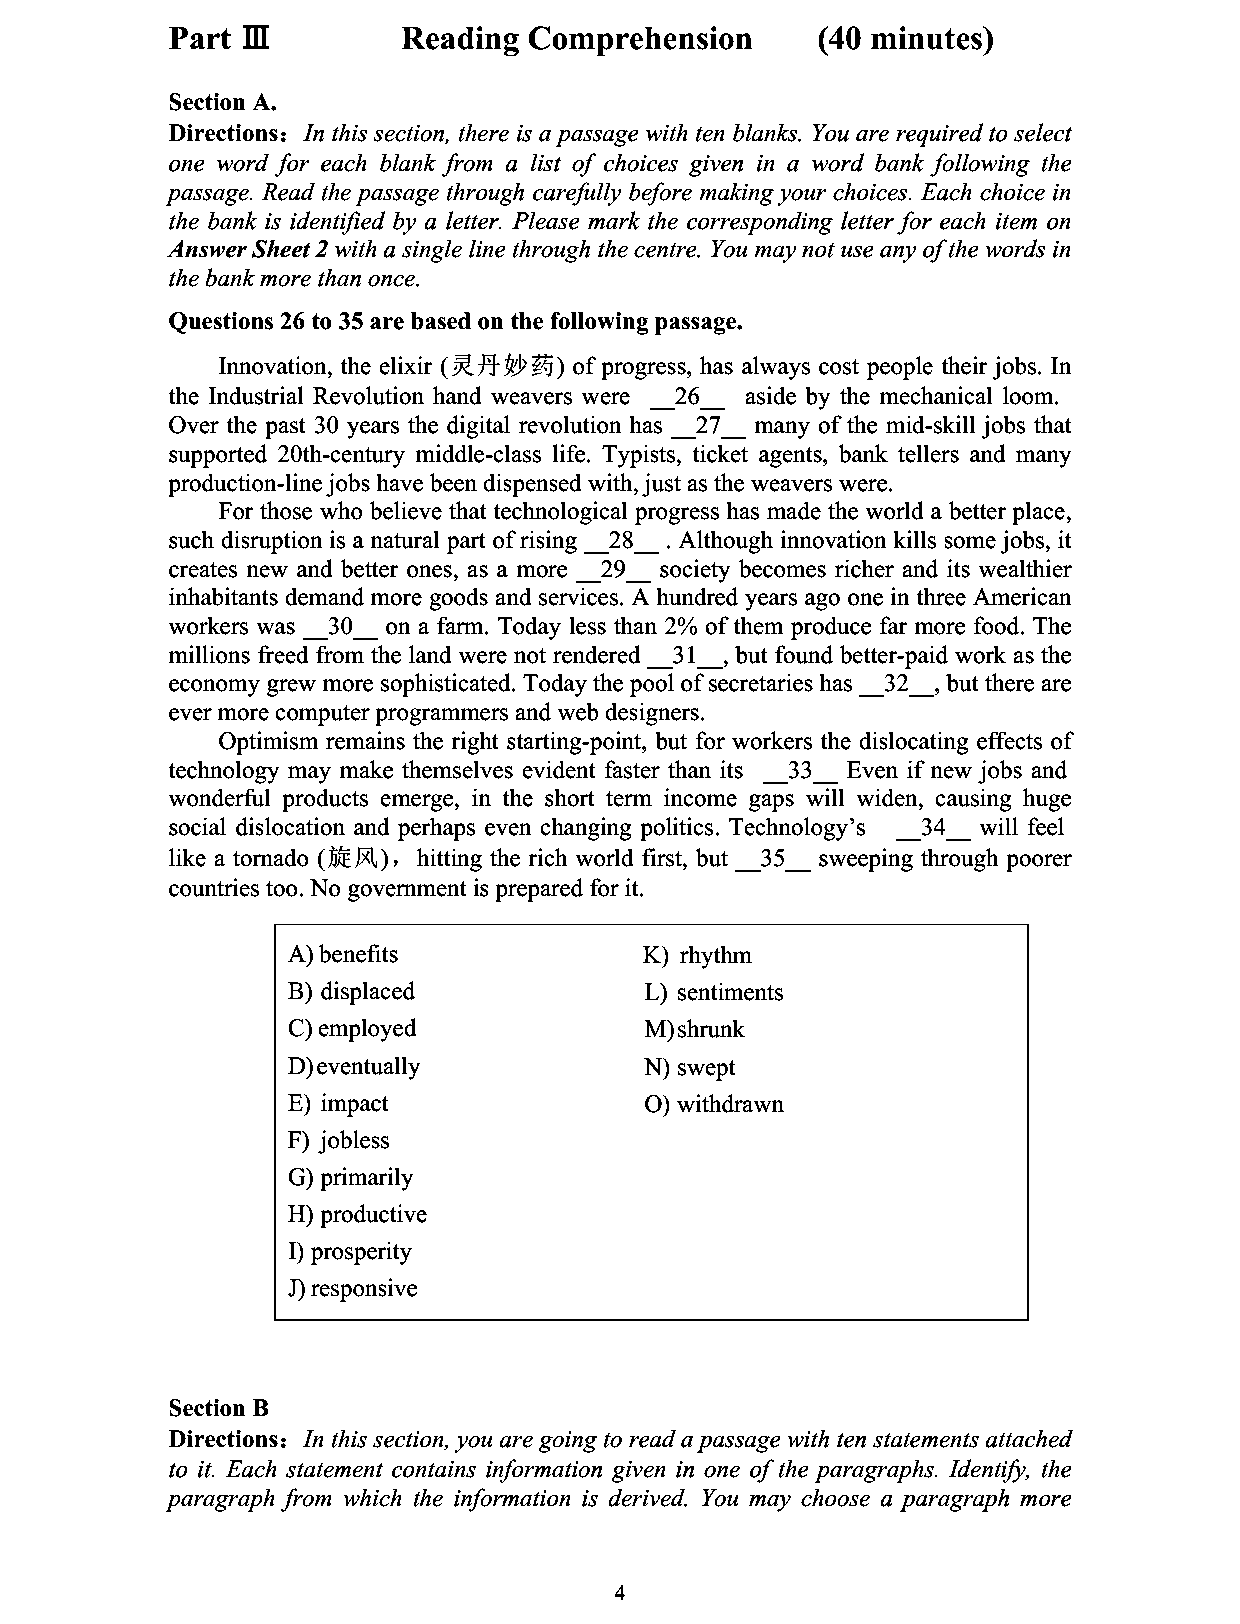 Part Ⅲ Reading Comprehension (40 minutes)
Section A.
Directions： In this section, there is a passage with ten blanks. You are required to select
one word for each blank from a list of choices given in a word bank following the
passage. Read the passage through carefully before making your choices. Each choice in
the bank is identified by a letter. Please mark the corresponding letter for each item on
Answer Sheet 2 with a single line through the centre. You may not use any of the words in
the bank more than once.
Questions 26 to 35 are based on the following passage.
Innovation, the elixir (灵丹妙药) of progress, has always cost people their jobs. In
the Industrial Revolution hand weavers were __26__ aside by the mechanical loom.
Over the past 30 years the digital revolution has __27__ many of the mid-skill jobs that
supported 20th-century middle-class life. Typists, ticket agents, bank tellers and many
production-line jobs have been dispensed with, just as the weavers were.
For those who believe that technological progress has made the world a better place,
such disruption is a natural part of rising __28__ . Although innovation kills some jobs, it
creates new and better ones, as a more __29__ society becomes richer and its wealthier
inhabitants demand more goods and services. A hundred years ago one in three American
workers was __30__ on a farm. Today less than 2% of them produce far more food. The
millions freed from the land were not rendered __31__, but found better-paid work as the
economy grew more sophisticated. Today the pool of secretaries has __32__, but there are
ever more computer programmers and web designers.
Optimism remains the right starting-point, but for workers the dislocating effects of
technology may make themselves evident faster than its __33__ Even if new jobs and
wonderful products emerge, in the short term income gaps will widen, causing huge
social dislocation and perhaps even changing politics. Technology’s __34__ will feel
like a tornado (旋风)，hitting the rich world first, but __35__ sweeping through poorer
countries too. No government is prepared for it.
A) benefits
B) displaced
C) employed
D) eventually
E) impact
F) jobless
G) primarily
H) productive
I) prosperity
J) responsive
K) rhythm
L) sentiments
M) shrunk
N) swept
O) withdrawn
Section B
Directions： In this section, you are going to read a passage with ten statements attached
to it. Each statement contains information given in one of the paragraphs. Identify, the
paragraph from which the information is derived. You may choose a paragraph more
4